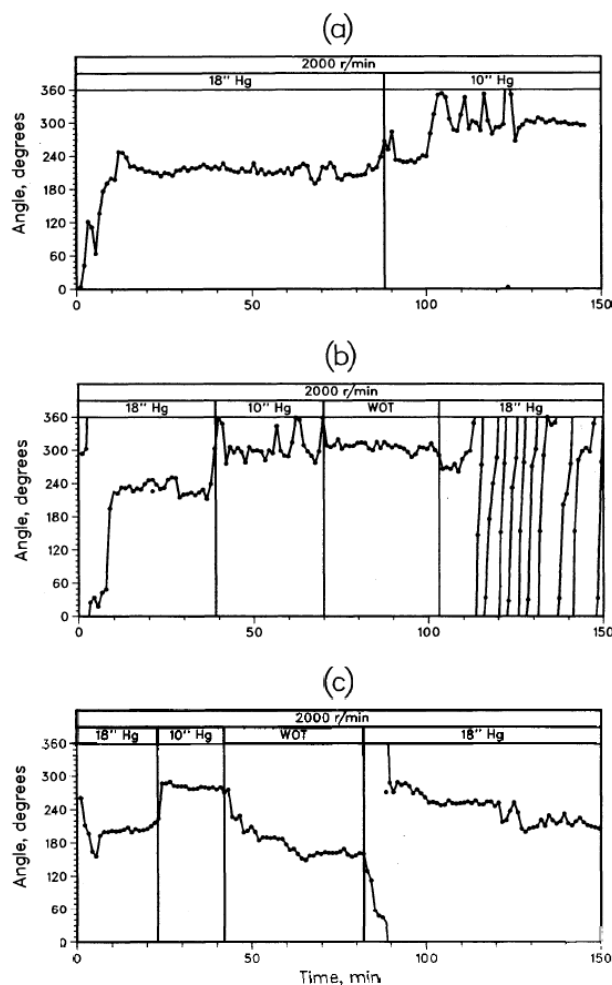 (a)
2000 r/min
18" Hg 10" Hg
360
300
240
180
120
60
0
Angle, degrees
0 50 100 150
(b)
2000 r/min
18" Hg 10" Hg WOT 18" Hg
360
300
240
180
120
60
0
Angle, degrees
0 50 100 150
(c)
2000 r/min
18" Hg 10" Hg WOT 18" Hg
360
300
240
180
120
60
0
Angle, degrees
0 50 100 150
Time, min